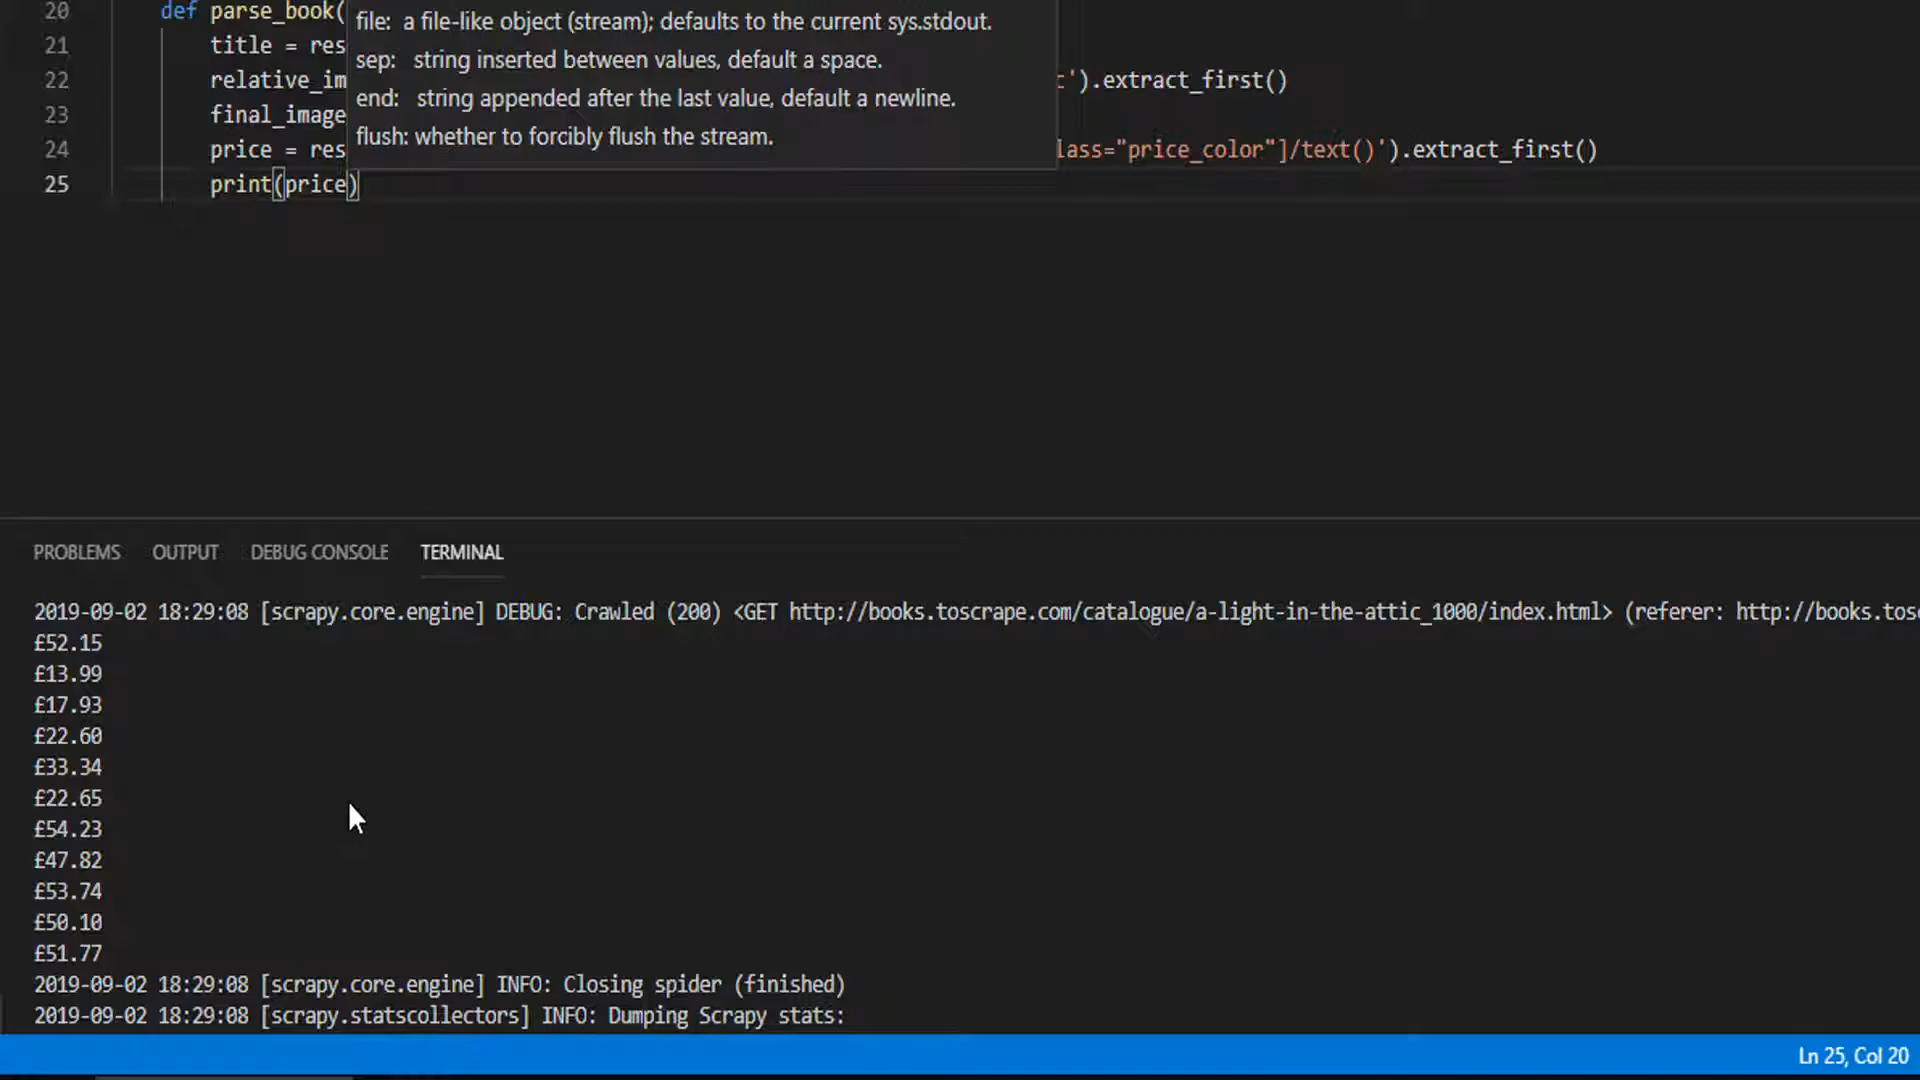 20 def parse_book( file: a file-like object (stream); defaults to the current sys.stdout.
21 title = res sep: string inserted between values, default a space.
22 relative_im end: string appended after the last value, default a newline. ').extract_first()
23 final_image flush: whether to forcibly flush the stream.
24 price = res lass="price_color"]/text()').extract_first()
25 print(price)
PROBLEMS OUTPUT DEBUG CONSOLE TERMINAL
2019-09-02 18:29:08 [scrapy.core.engine] DEBUG: Crawled (200) <GET http://books.toscrape.com/catalogue/a-light-in-the-attic_1000/index.html> (referer: http://books.tos
£52.15
£13.99
£17.93
£22.60
£33.34
£22.65
£54.23
£47.82
£53.74
£50.10
£51.77
2019-09-02 18:29:08 [scrapy.core.engine] INFO: Closing spider (finished)
2019-09-02 18:29:08 [scrapy.statscollectors] INFO: Dumping Scrapy stats:
Ln 25, Col 20